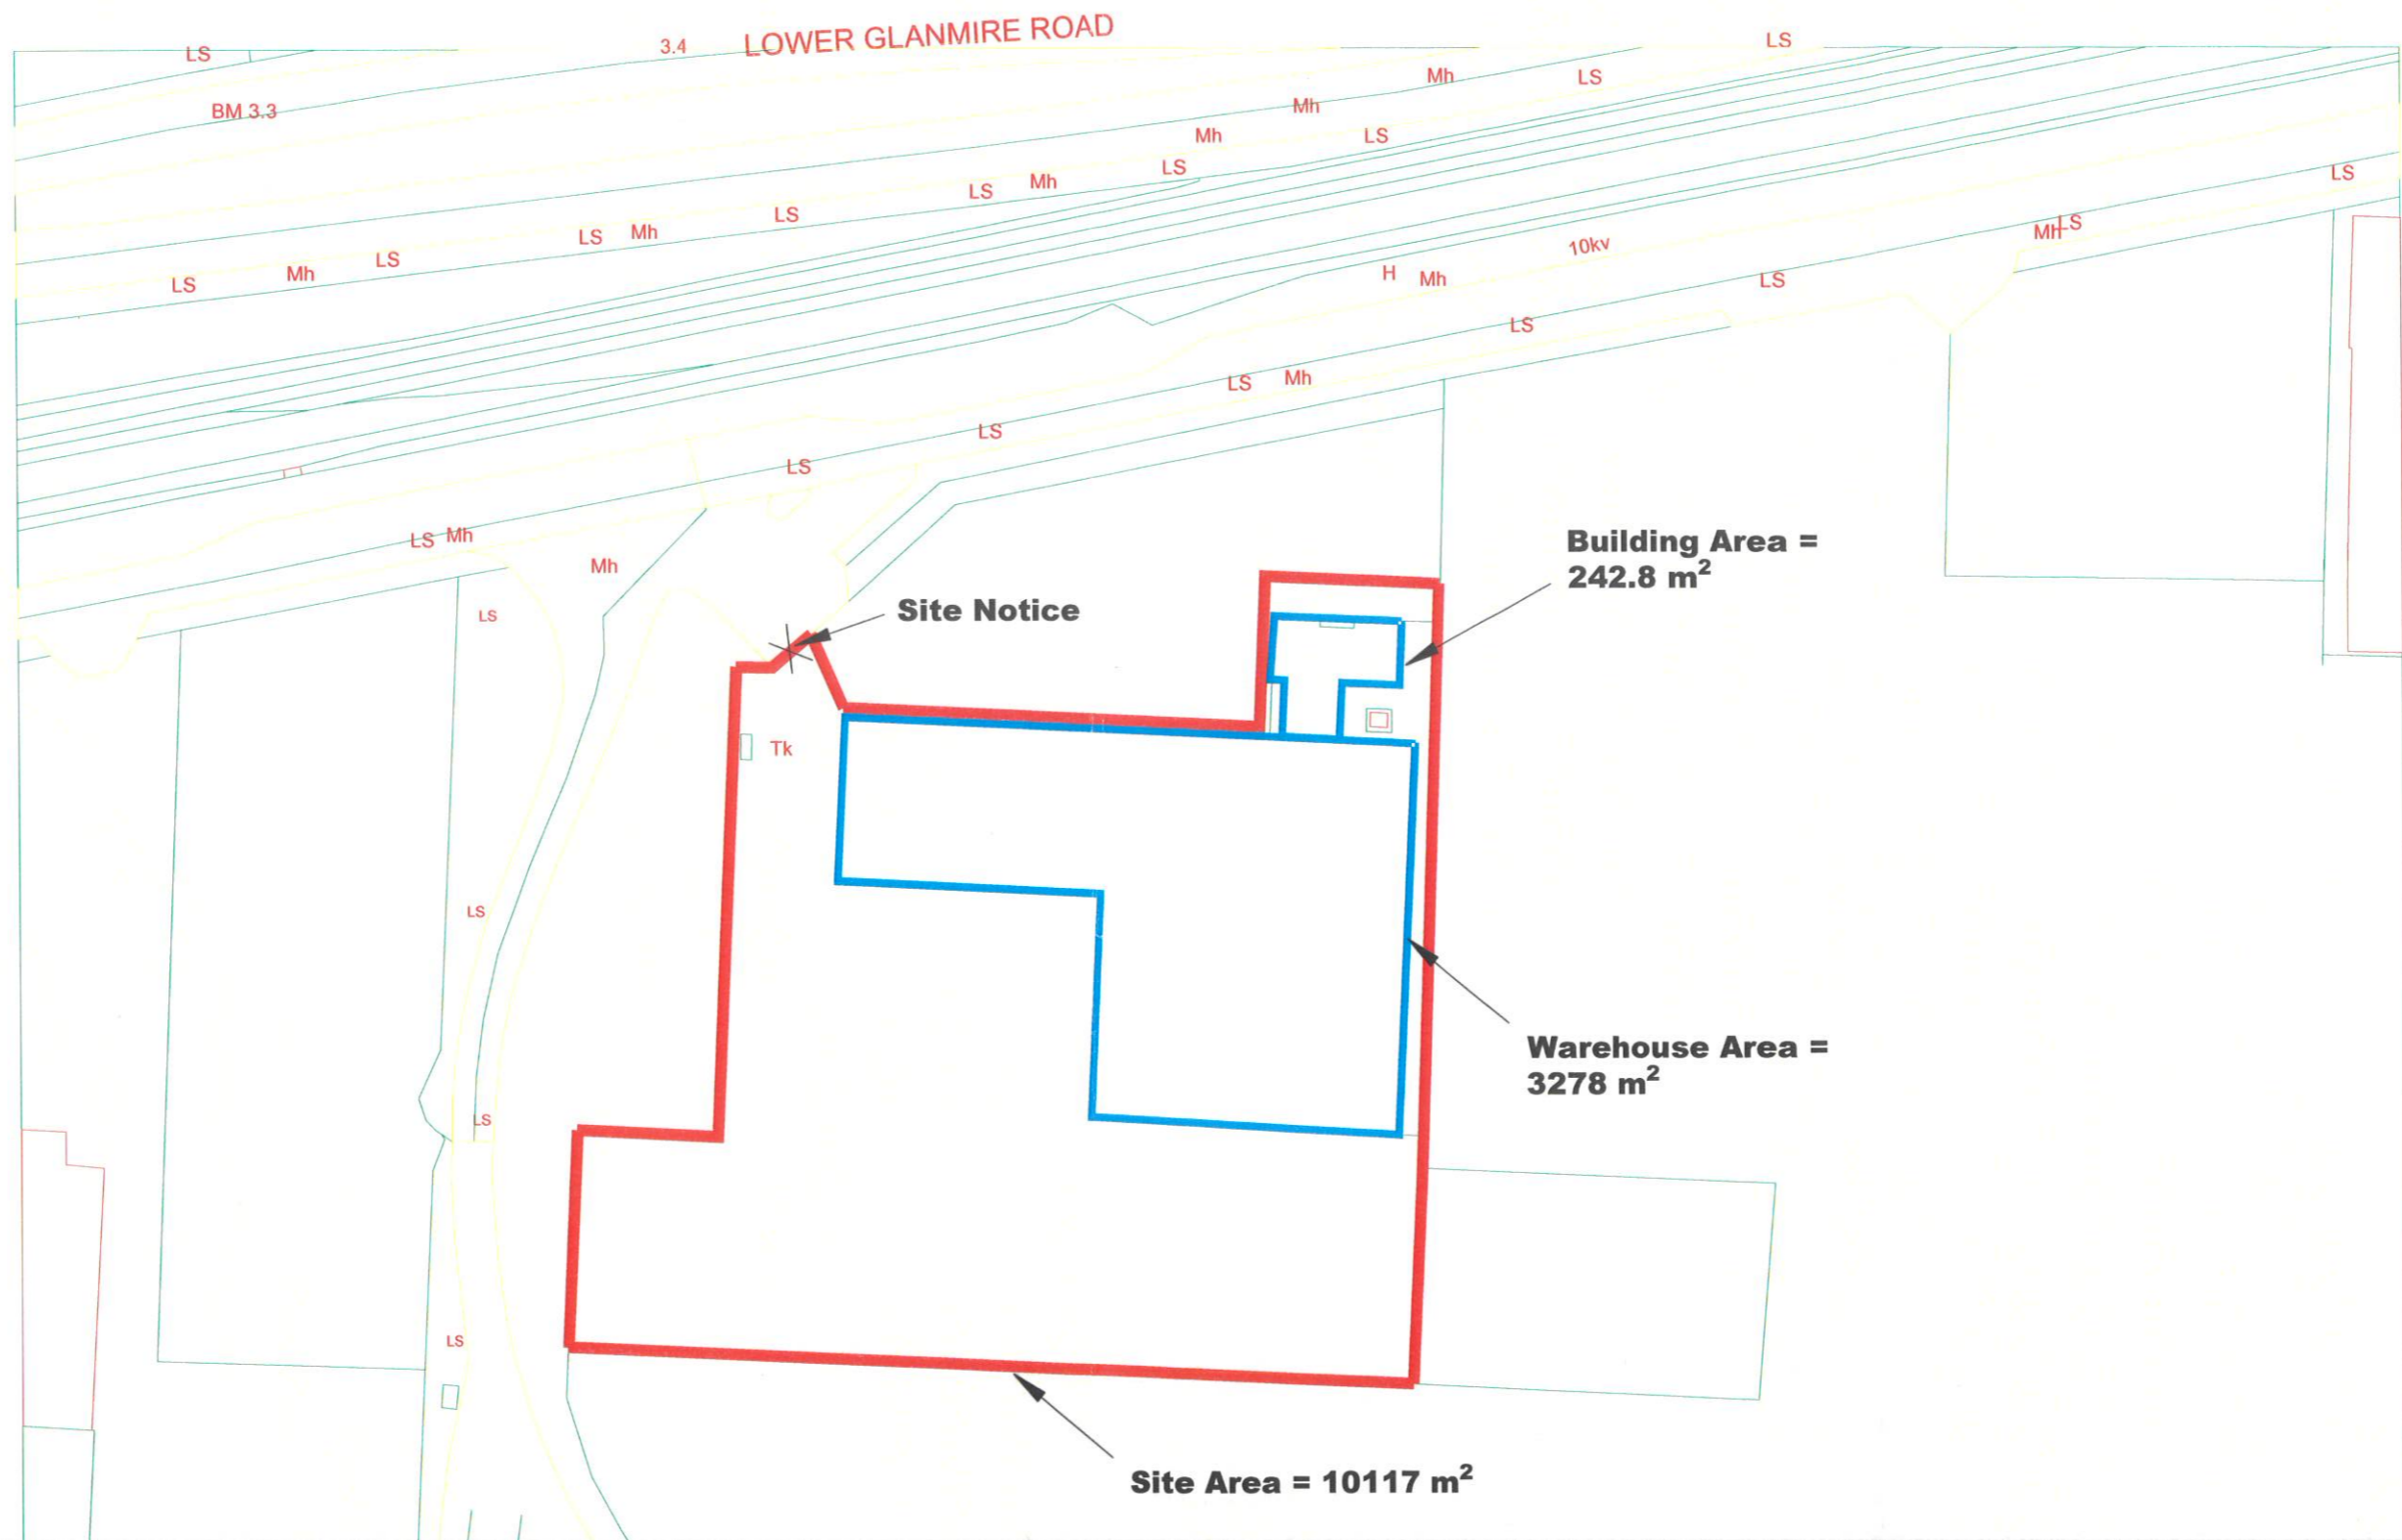 LOWER GLANMIRE ROAD
3.4
LS
LS
BM 3.3
Mh
LS
Mh
Mh
LS
LS
LS
Mh
LS
LS
LS
Mh
LS
Mh
LS
LS
Mh
LS
10kv
H
Mh
LS
LS
LS
Mh
LS
LS
LS
Mh
Mh
Building Area =
242.8 m²
Site Notice
LS
Tk
LS
Warehouse Area =
3278 m²
LS
LS
Site Area = 10117 m²